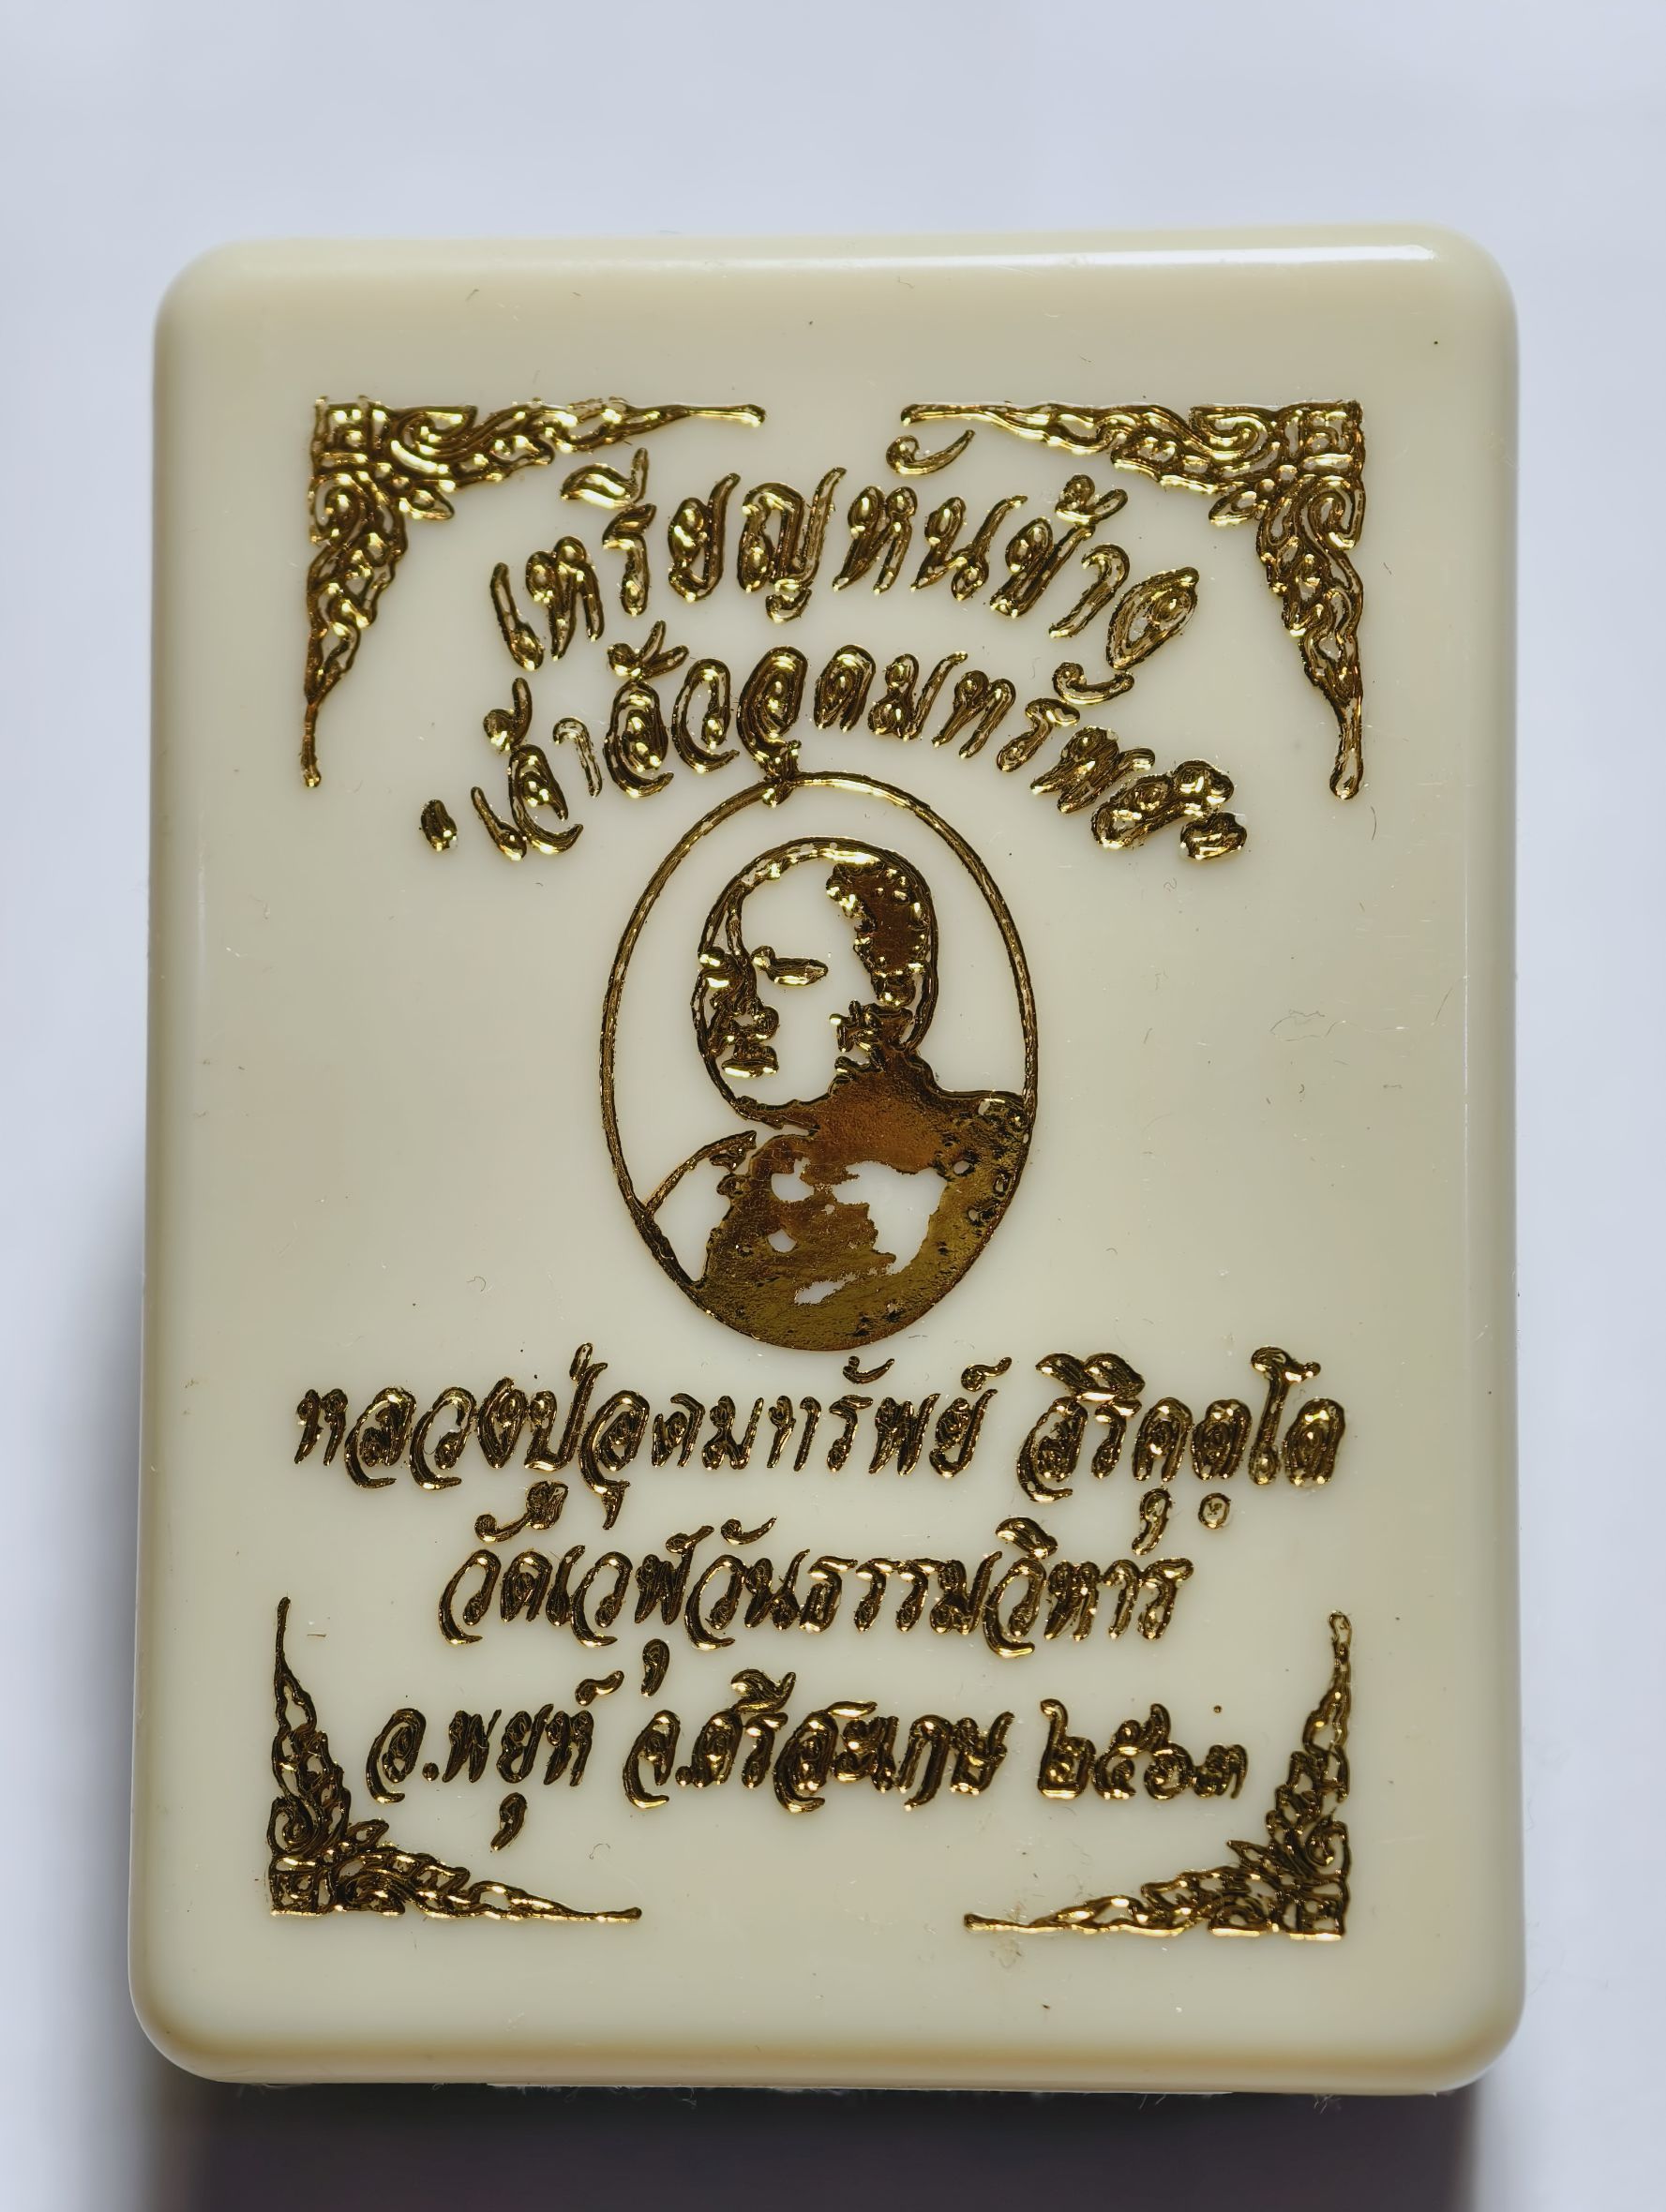 เหรียญหันข้าง
"เจ้าสัวอุดมทรัพย์"
หลวงปู่อุดมทรัพย์ สิริคุตฺโต
วัดเวฬุวันธรรมวิหาร
อ.พยุห์ จ.ศรีสะเกษ ๒๕๖๓